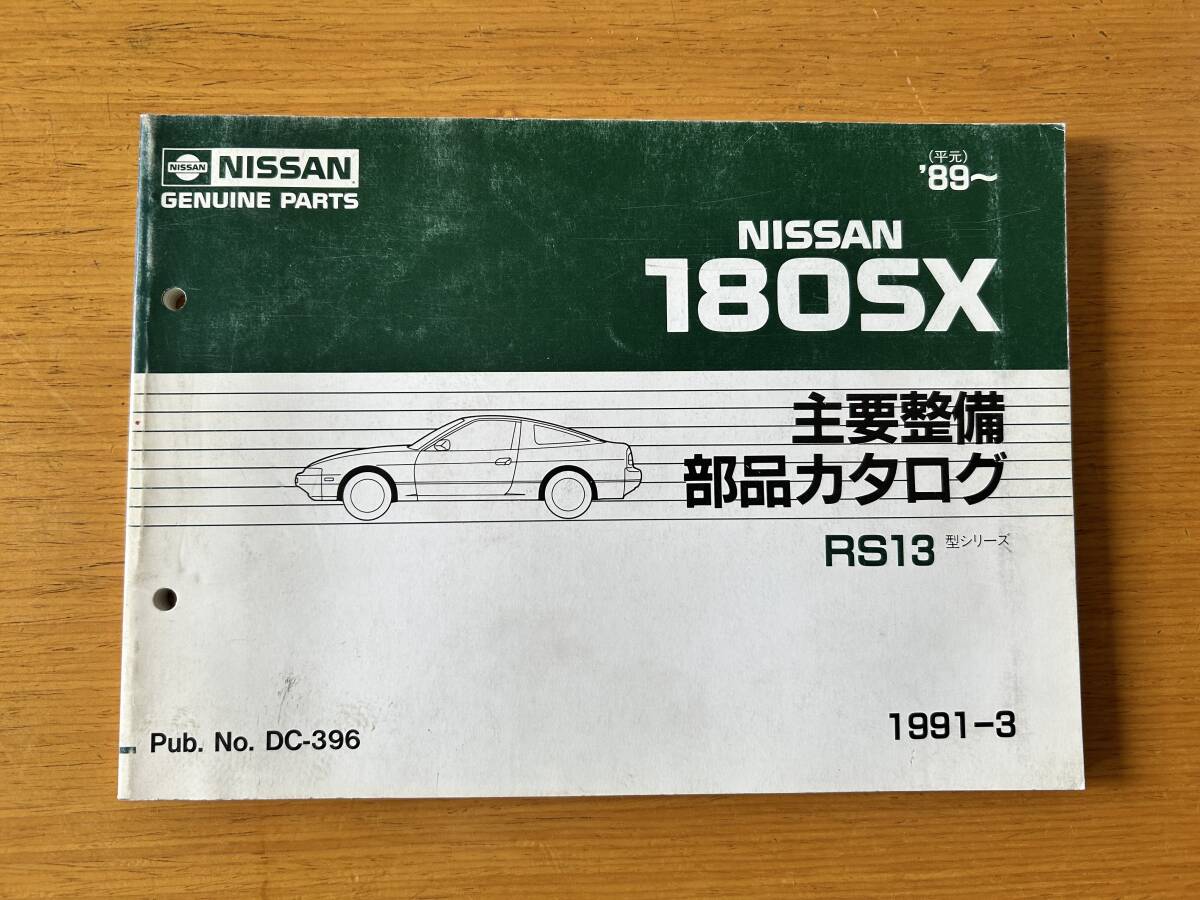 NISSAN
NISSAN
GENUINE PARTS
(平元)
'89~
NISSAN
180SX
主要整備
部品カタログ
RS13 型シリーズ
1991-3
Pub. No. DC-396